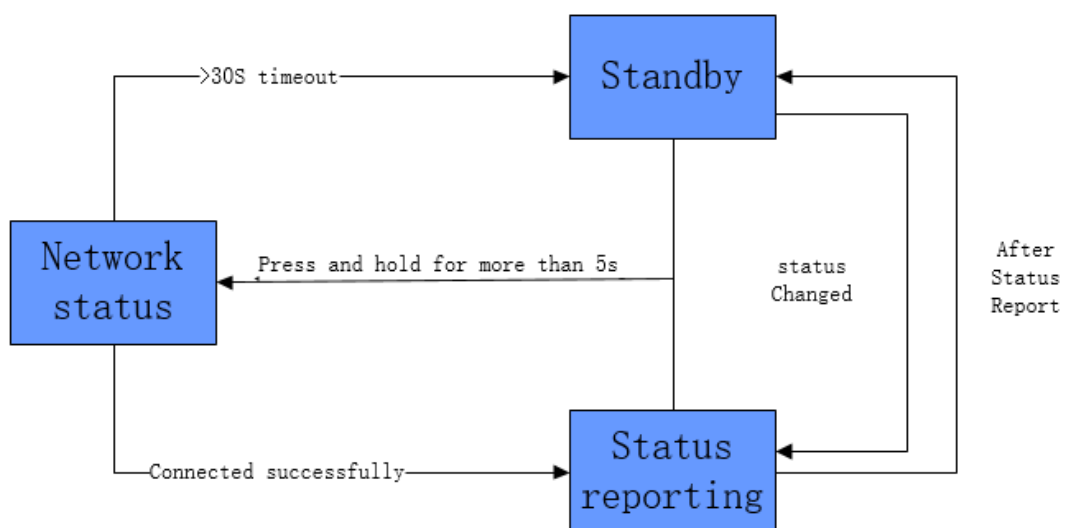 >30S timeout
Standby
Network
status
Press and hold for more than 5s
status
Changed
After
Status
Report
Connected successfully
Status
reporting